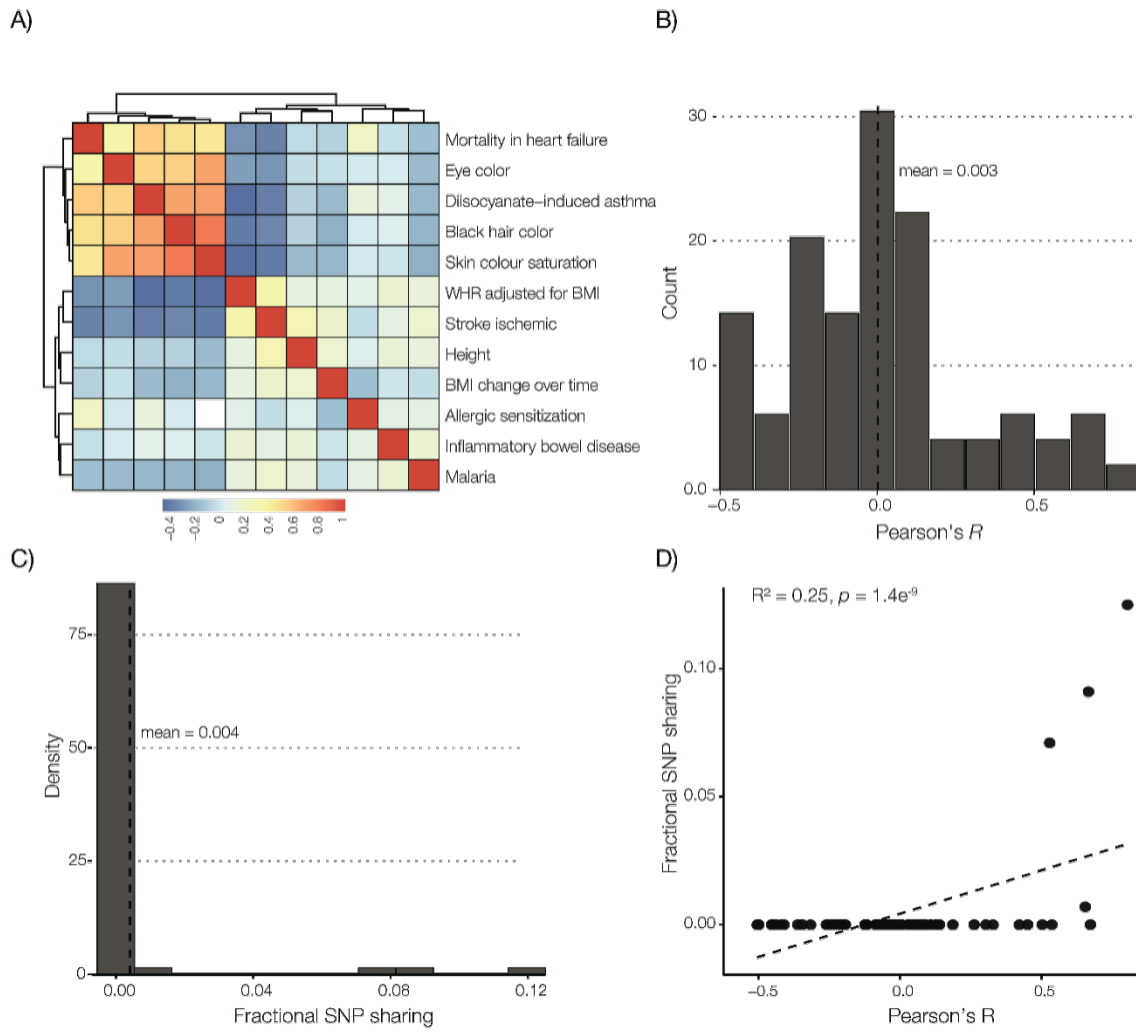 A)
Mortality in heart failure
Eye color
Diisocyanate-induced asthma
Black hair color
Skin colour saturation
WHR adjusted for BMI
Stroke ischemic
Height
BMI change over time
Allergic sensitization
Inflammatory bowel disease
Malaria
-0.4
-0.2
0
0.2
0.4
0.6
0.8
1
B)
30
20
10
0.0
Count
mean = 0.003
-0.5
0.0
0.5
Pearson's R
C)
75
50
25
0
Density
mean = 0.004
0.00
0.04
0.08
0.12
Fractional SNP sharing
D)
R² = 0.25, p = 1.4e⁻⁹
0.10
0.05
0.00
Fractional SNP sharing
-0.5
0.0
0.5
Pearson's R